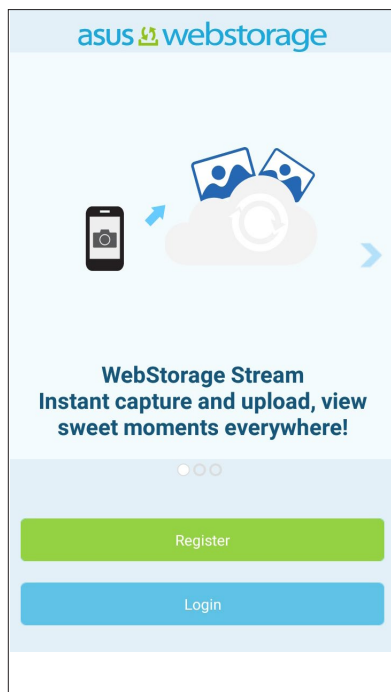 asus webstorage
WebStorage Stream
Instant capture and upload, view
sweet moments everywhere!
Register
Login